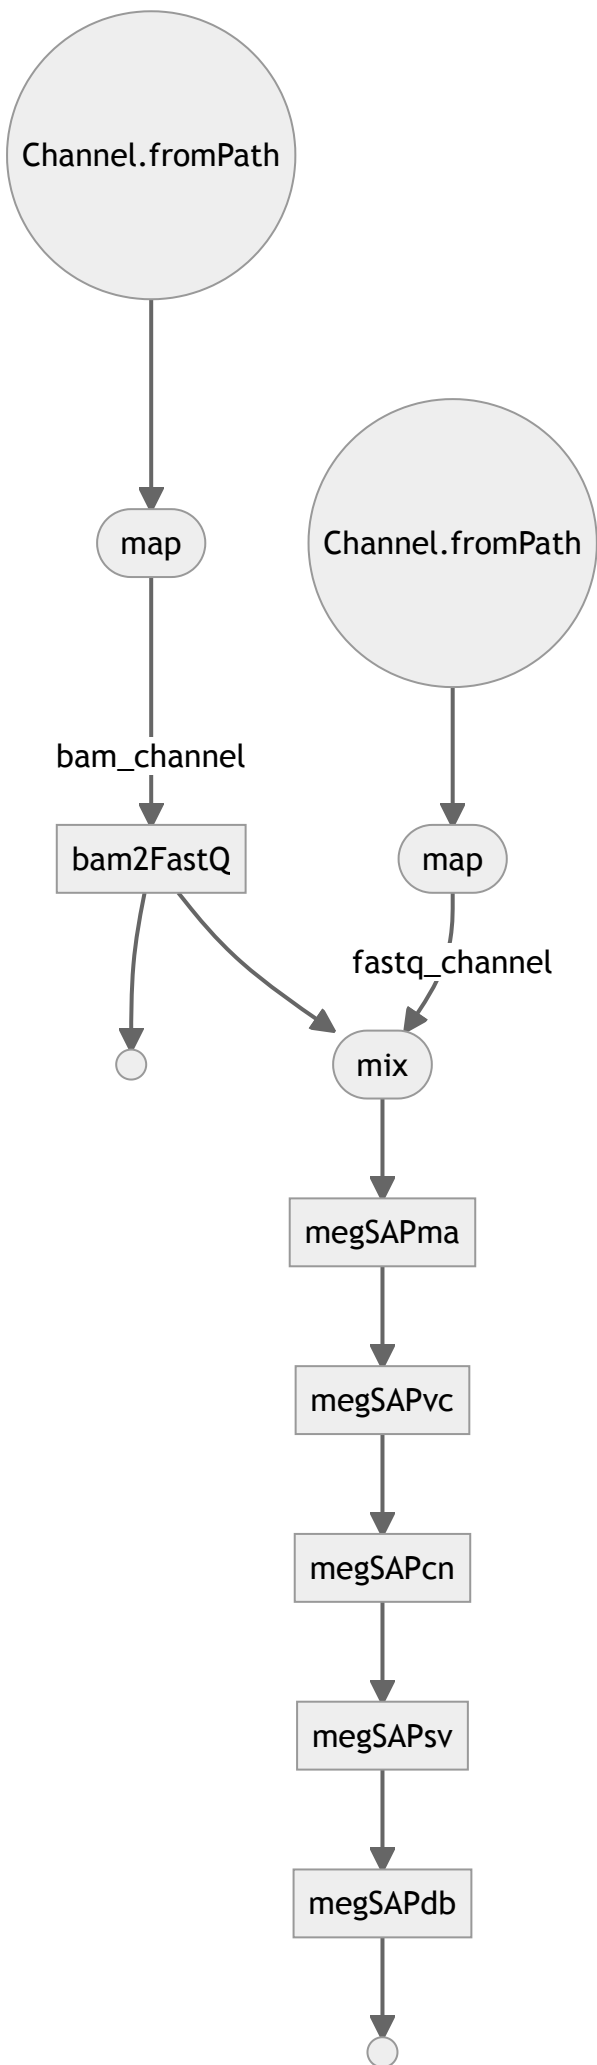 Channel.fromPath
map
Channel.fromPath
bam_channel
bam2FastQ
map
fastq_channel
mix
megSAPma
megSAPvc
megSAPcn
megSAPsv
megSAPdb